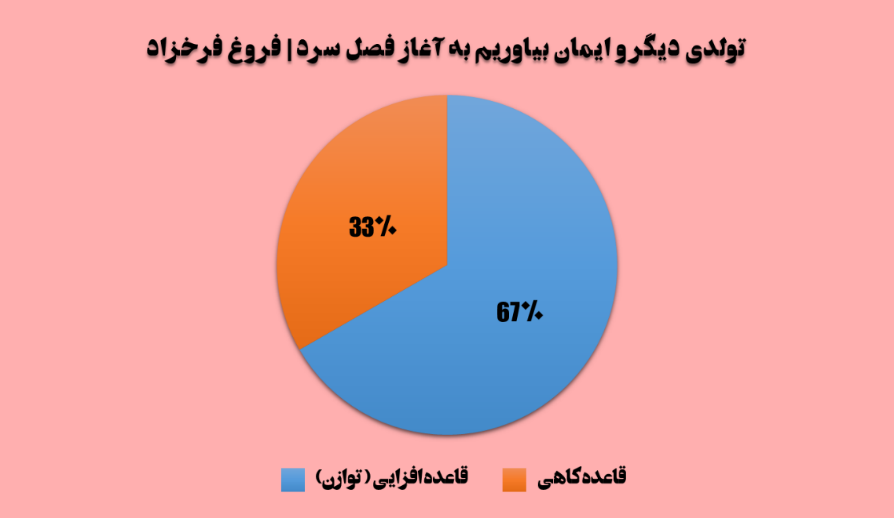 تولدی دیگر و ایمان بیاوریم به آغاز فصل سرد | فروغ فرخزاد
33%
67%
قاعده‌کاهی
قاعده‌افزایی (توازن)